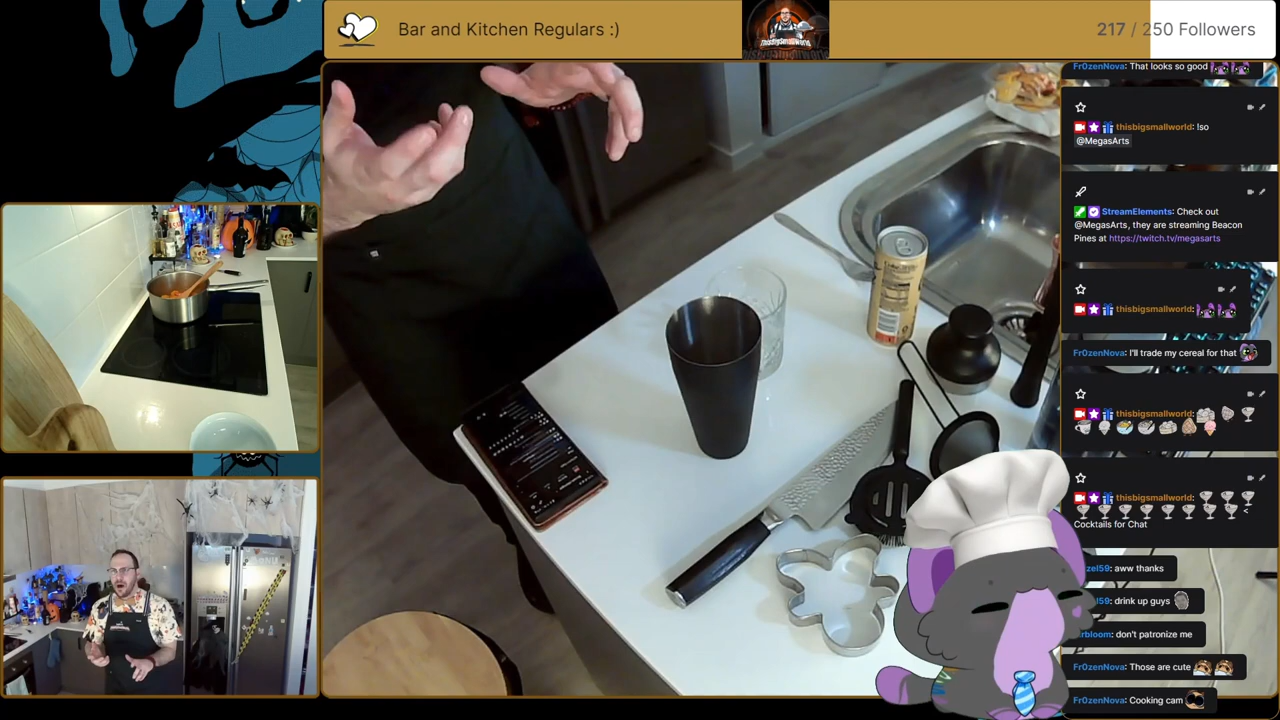 Bar and Kitchen Regulars :)
217 / 250 Followers
Fr0zenNova: That looks so good
thisbigsmallworld: !so
@MegasArts
StreamElements: Check out
@MegasArts, they are streaming Beacon
Pines at https://twitch.tv/megasarts
thisbigsmallworld:
Fr0zenNova: I'll trade my cereal for that
thisbigsmallworld:
thisbigsmallworld:
Cocktails for Chat
zel59: aww thanks
59: drink up guys
rbloom: don't patronize me
Fr0zenNova: Those are cute
Fr0zenNova: Cooking cam